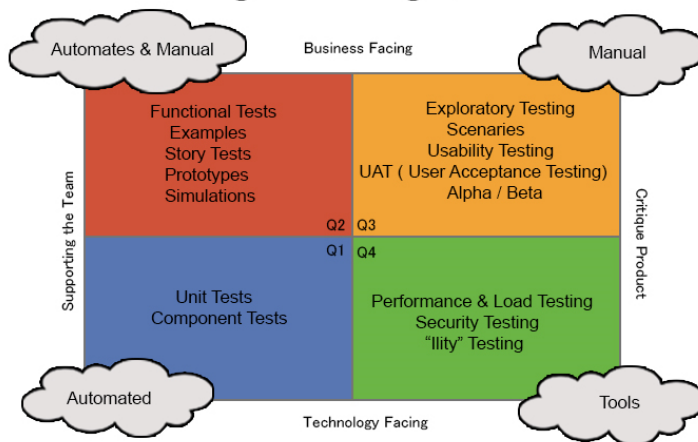 Automates & Manual
Business Facing
Manual
Functional Tests
Examples
Story Tests
Prototypes
Simulations
Q2
Exploratory Testing
Scenaries
Usability Testing
UAT ( User Acceptance Testing)
Alpha / Beta
Q3
Supporting the Team
Critique Product
Q1
Unit Tests
Component Tests
Q4
Performance & Load Testing
Security Testing
“Ility” Testing
Automated
Technology Facing
Tools